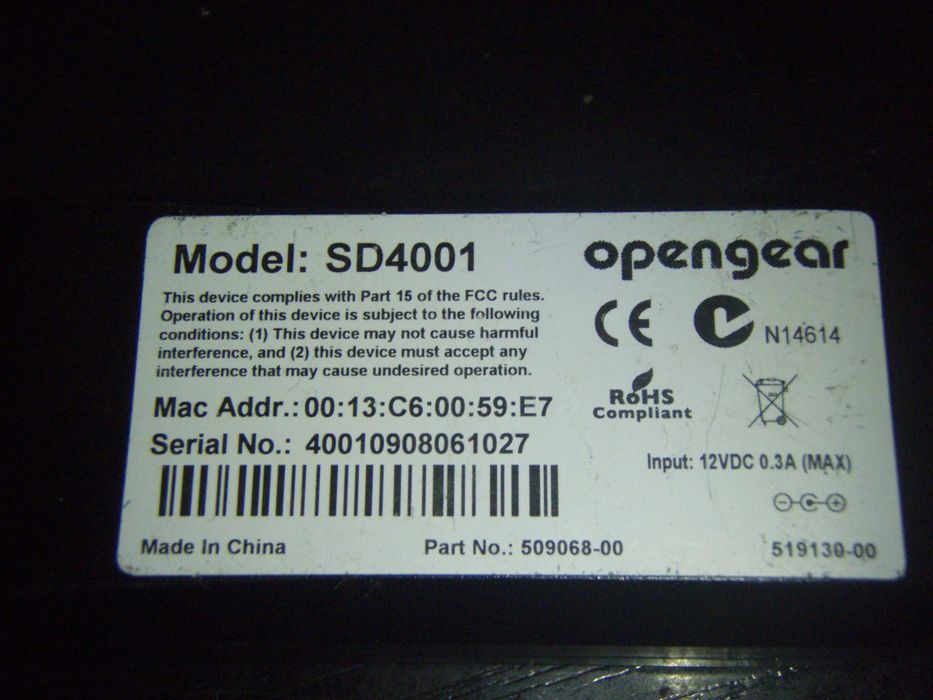 Model: SD4001
opengear
This device complies with Part 15 of the FCC rules.
Operation of this device is subject to the following
conditions: (1) This device may not cause harmful
interference, and (2) this device must accept any
interference that may cause undesired operation.
CE
N14614
RoHS
Compliant
Mac Addr.: 00:13:C6:00:59:E7
Serial No.: 40010908061027
Input: 12VDC 0.3A (MAX)
Made In China
Part No.: 509068-00
519130-00